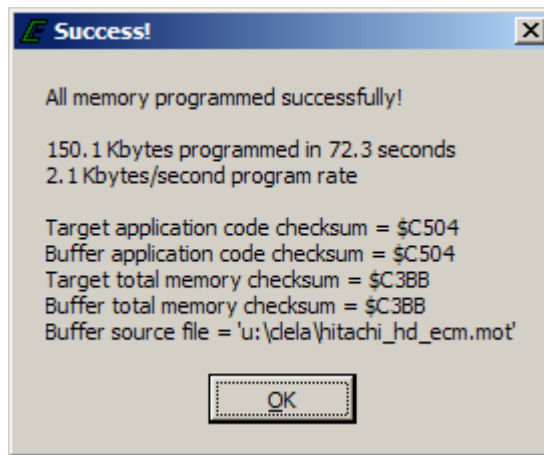 Success!
All memory programmed successfully!
150.1 Kbytes programmed in 72.3 seconds
2.1 Kbytes/second program rate
Target application code checksum = $C504
Buffer application code checksum = $C504
Target total memory checksum = $C3BB
Buffer total memory checksum = $C3BB
Buffer source file = 'u:\clela\hitachi_hd_ecm.mot'
OK